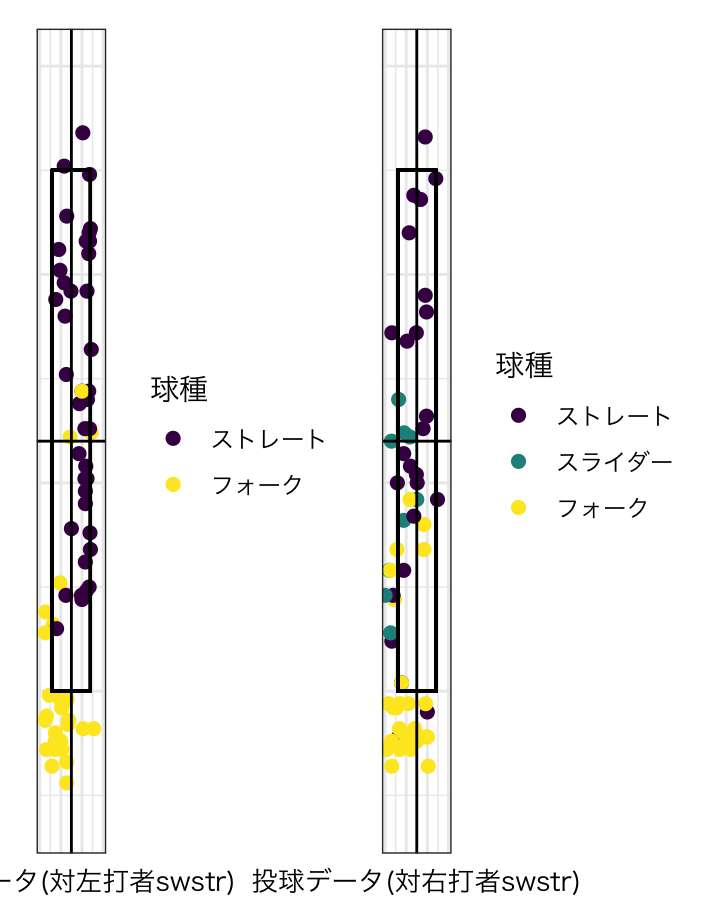 球種
ストレート
フォーク
球種
ストレート
スライダー
フォーク
ータ(対左打者swstr)
投球データ(対右打者swstr)